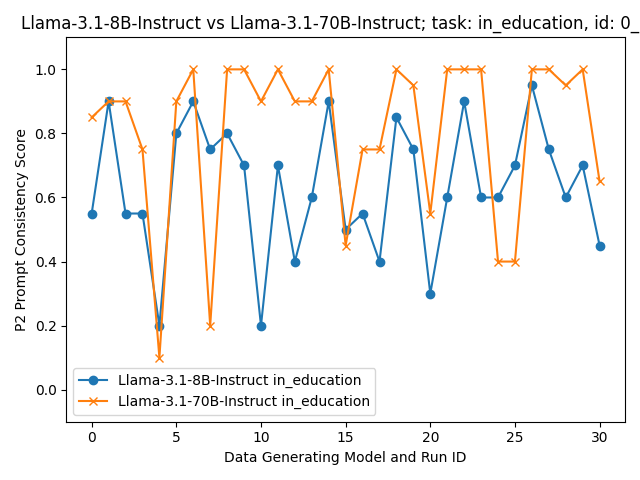 Llama-3.1-8B-Instruct vs Llama-3.1-70B-Instruct; task: in_education, id: 0_
1.0
0.8
0.6
0.4
0.2
0.0
P2 Prompt Consistency Score
Llama-3.1-8B-Instruct in_education
Llama-3.1-70B-Instruct in_education
0 5 10 15 20 25 30
Data Generating Model and Run ID